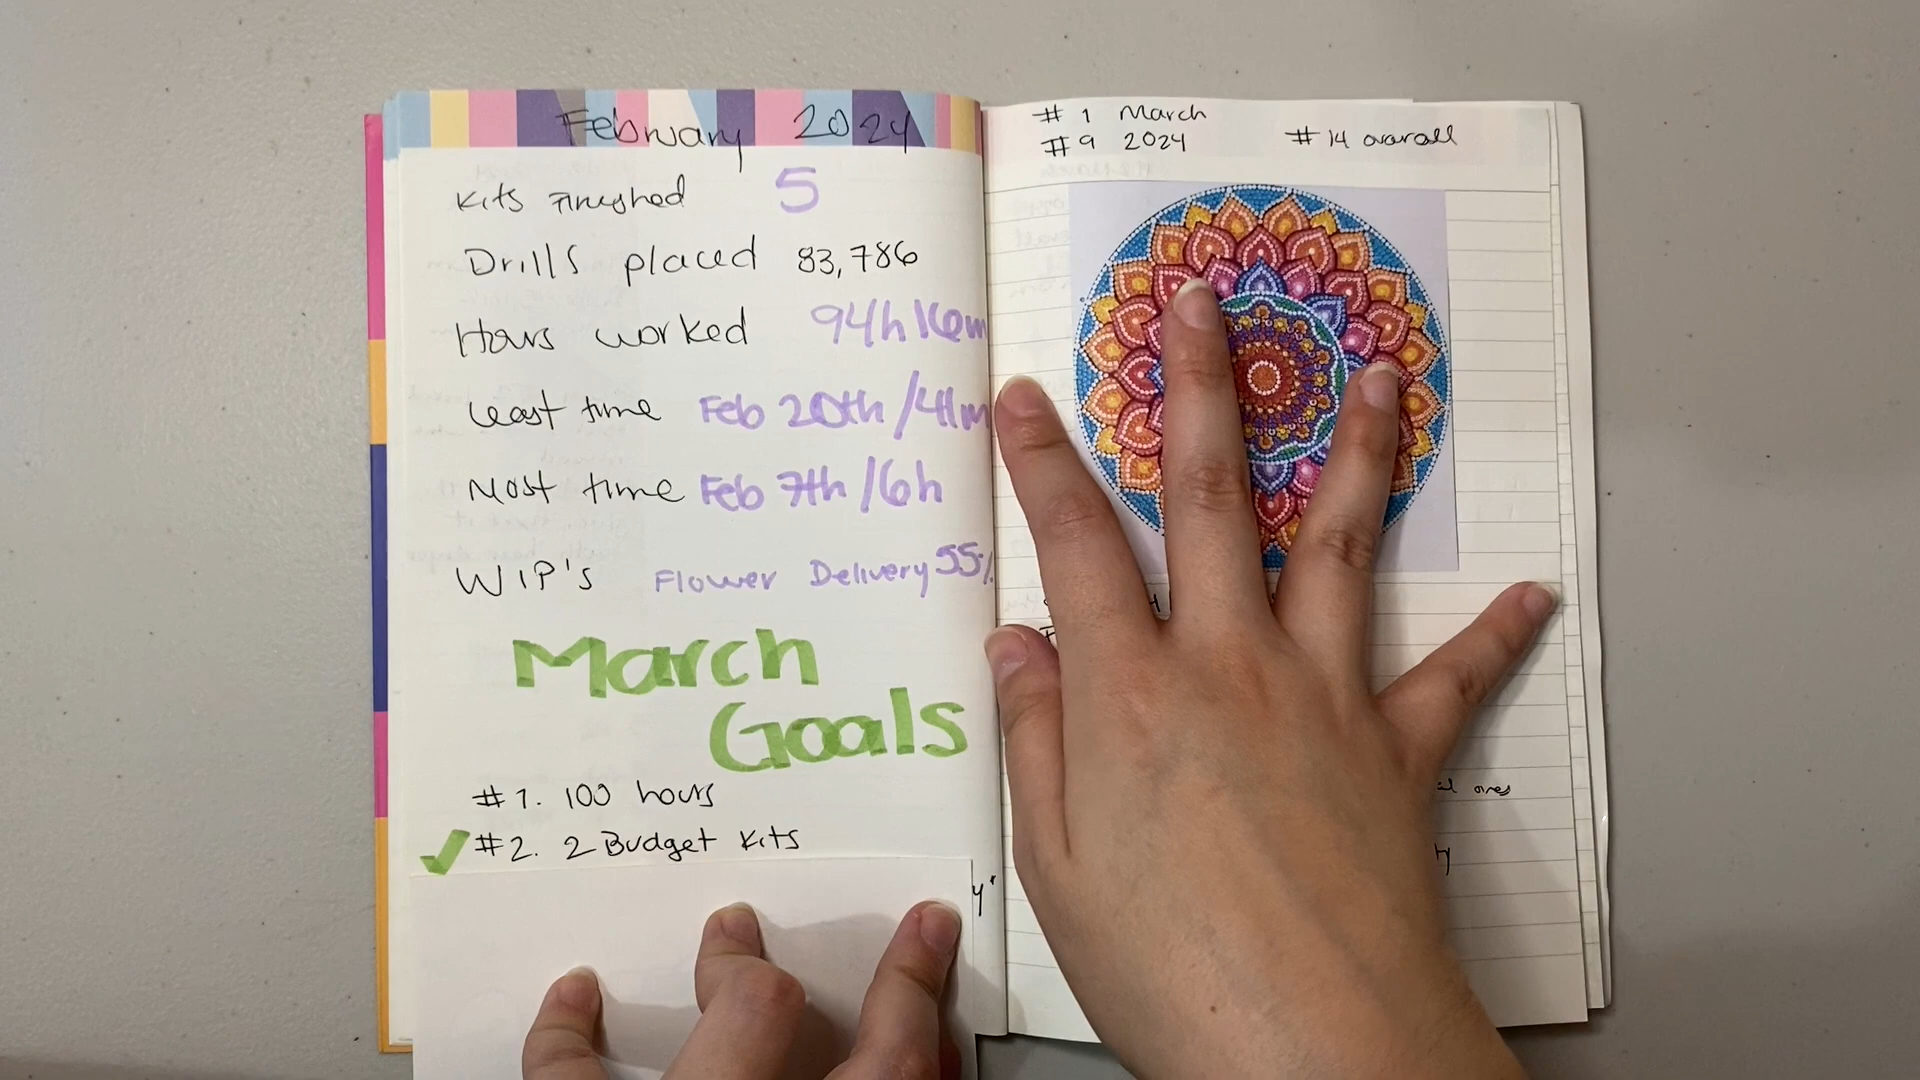 February 2024
Kits Finished 5
Drills placed 83,786
Hours worked 94h 16m
Least time Feb 20th / 41m
Most time Feb 7th / 6h
WIP's Flower Delivery 55%
March
Goals
#1. 100 hours
#2. 2 Budget Kits
# 1 March
# 9 2024 # 14 overall
ones